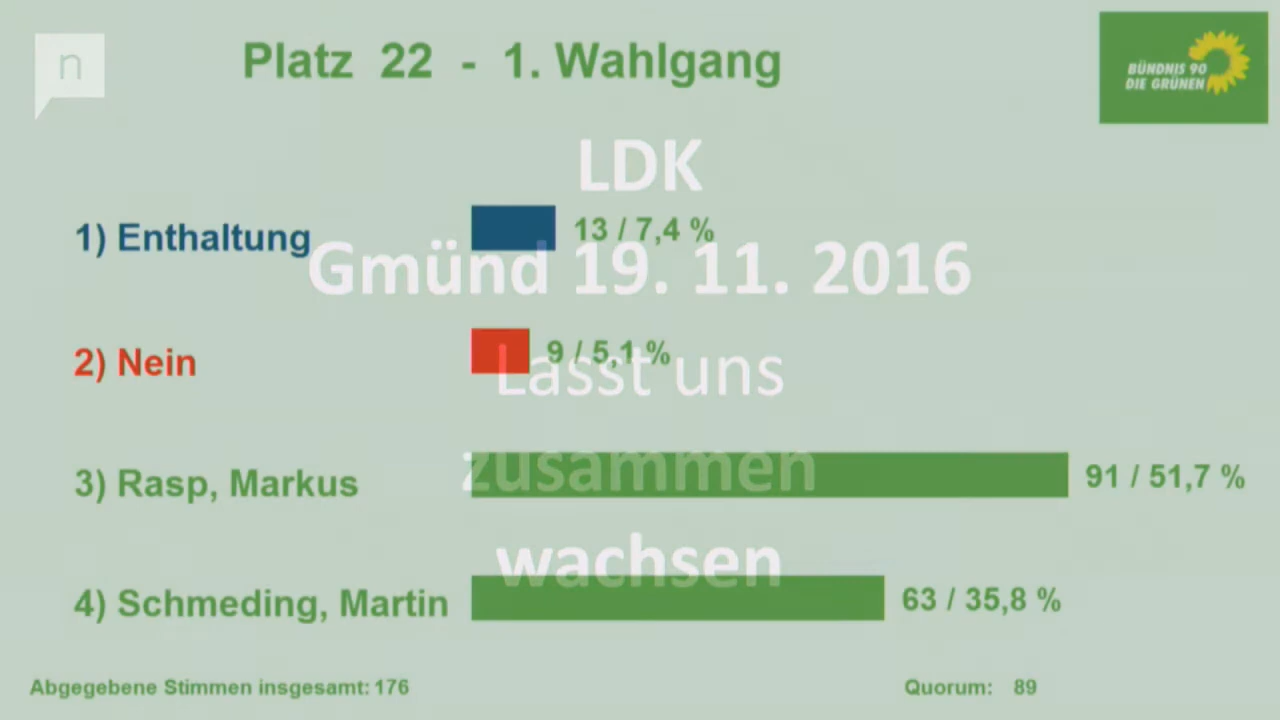 n
Platz 22 - 1. Wahlgang
BÜNDNIS 90
DIE GRÜNEN
LDK
1) Enthaltung
13 / 7,4 %
Gmünd 19. 11. 2016
2) Nein
9 / 5,1 %
Lasst uns
zusammen
3) Rasp, Markus
91 / 51,7 %
wachsen
4) Schmeding, Martin
63 / 35,8 %
Abgegebene Stimmen insgesamt: 176
Quorum: 89